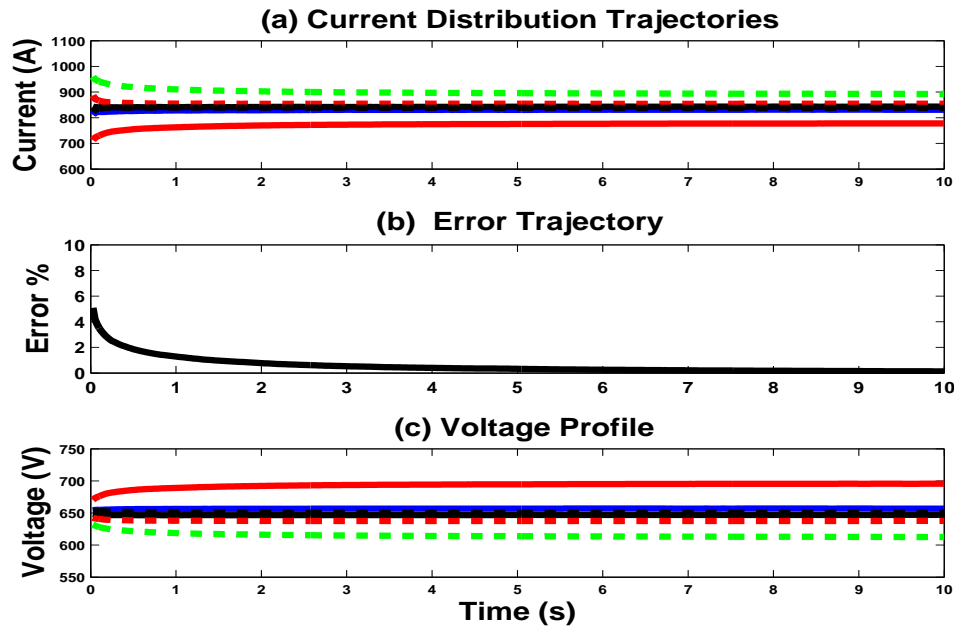 (a) Current Distribution Trajectories
Current (A)
1100
1000
900
800
700
600
0 1 2 3 4 5 6 7 8 9 10
(b) Error Trajectory
Error %
10
8
6
4
2
0
0 1 2 3 4 5 6 7 8 9 10
(c) Voltage Profile
Voltage (V)
750
700
650
600
550
0 1 2 3 4 5 6 7 8 9 10
Time (s)